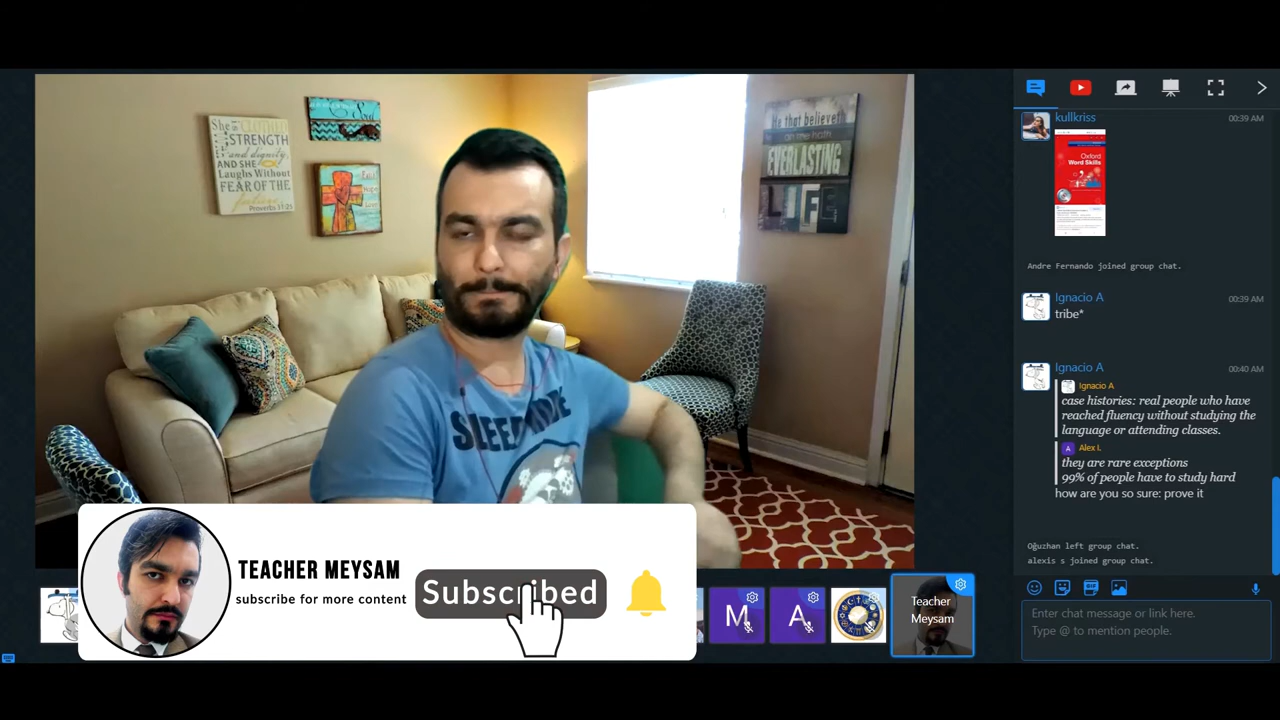 She is
STRENGTH
and dignity,
AND SHE
Laughs Without
FEAR OF THE
future
Proverbs 31:25
He that believeth
on me hath
EVERLASTING
LIFE
SLEEP
TEACHER MEYSAM
subscribe for more content
Subscribed
M
A
Teacher
Meysam
kullkriss
00:39 AM
Oxford
Word Skills
Andre Fernando joined group chat.
Ignacio A
00:39 AM
tribe*
Ignacio A
00:40 AM
Ignacio A
case histories: real people who have
reached fluency without studying the
language or attending classes.
A
Alex I.
they are rare exceptions
99% of people have to study hard
how are you so sure: prove it
Oğuzhan left group chat.
alexis s joined group chat.
GIF
Enter chat message or link here.
Type @ to mention people.